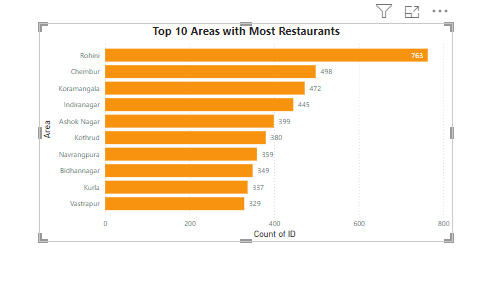 Top 10 Areas with Most Restaurants
Rohini 763
Chembur 498
Koramangala 472
Indiranagar 445
Ashok Nagar 399
Kothrud 380
Navrangpura 359
Bidhannagar 349
Kurla 337
Vastrapur 329
Area
0 200 400 600 800
Count of ID